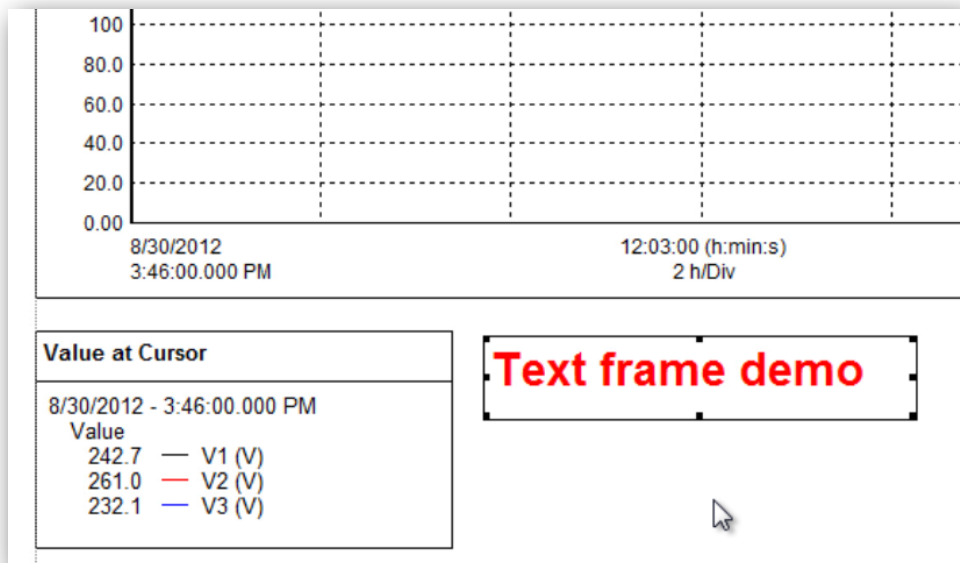 100
80.0
60.0
40.0
20.0
0.00
8/30/2012 12:03:00 (h:min:s)
3:46:00.000 PM 2 h/Div
Value at Cursor
Text frame demo
8/30/2012 - 3:46:00.000 PM
Value
242.7 V1 (V)
261.0 V2 (V)
232.1 V3 (V)